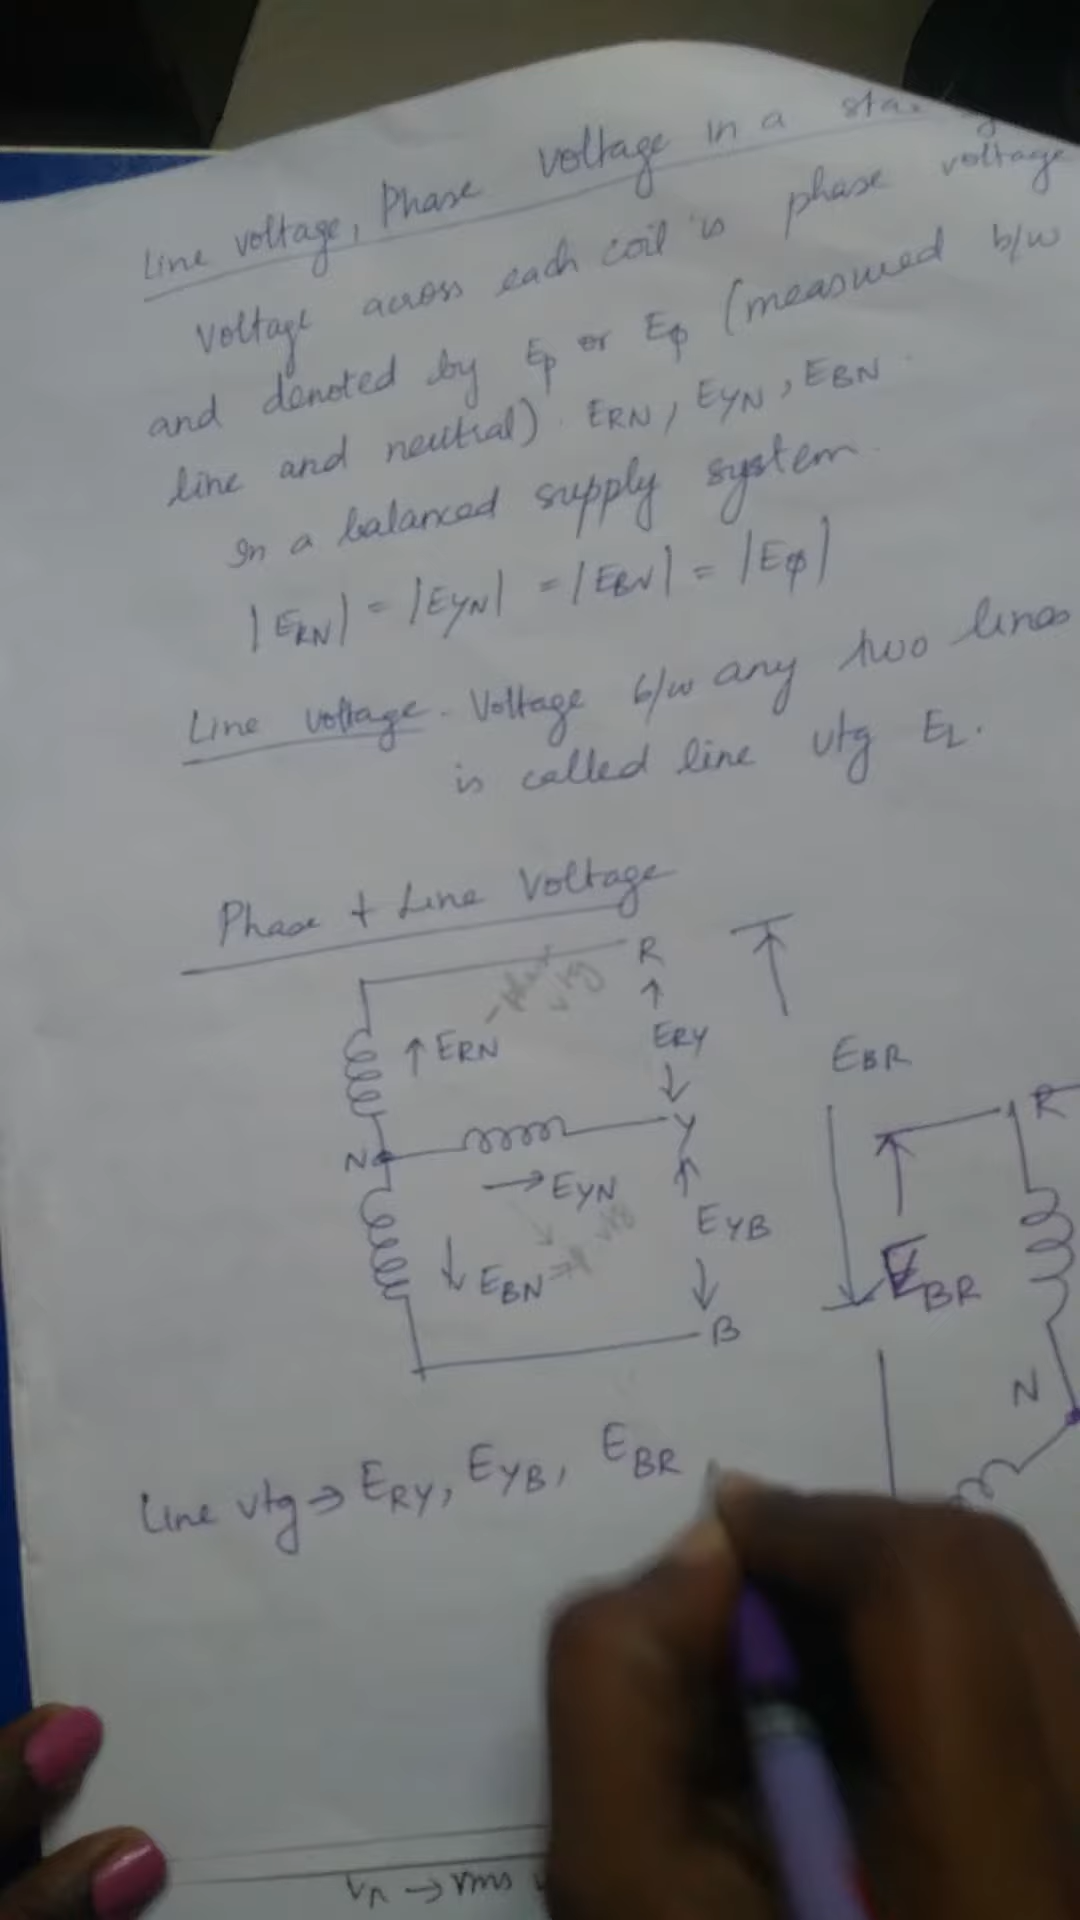 Line voltage, Phase voltage in a
Voltage across each coil is phase voltage
and denoted by Ep or Eϕ (measured b/w
line and neutral). ERN, EYN, EBN.
In a balanced supply system.
|ERN| = |EYN| = |EBN| = |Eϕ|
Line voltage. Voltage b/w any two lines
is called line vtg EL.
Phase + Line Voltage
R
vtg
↑ ERN
ERY
EBR
R
Y
N
→ EYN
EYB
vtg
↓ EBN
EBR
B
N
Line vtg → ERY, EYB, EBR
→ rms